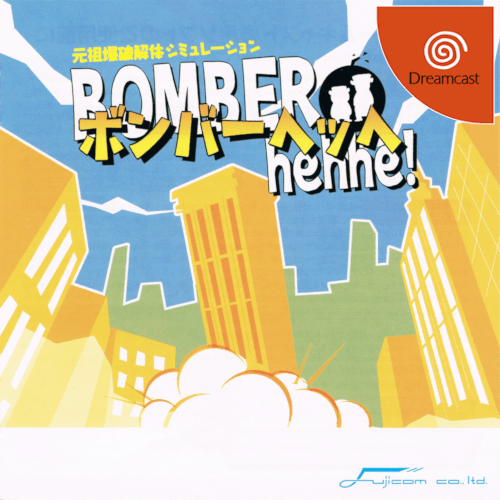 元祖爆破解体シミュレーション
BOMBER
ボンバーヘッヘ
hehhe!
Dreamcast
Fujicom co., ltd.